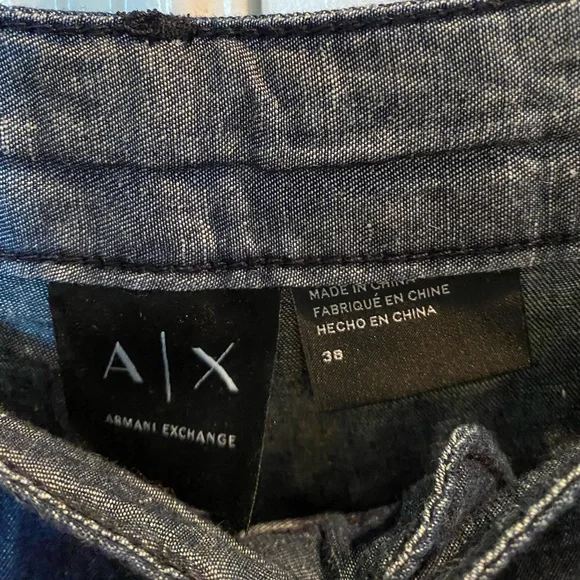 A|X
ARMANI EXCHANGE
MADE IN CHINA
FABRIQUÉ EN CHINE
HECHO EN CHINA
38